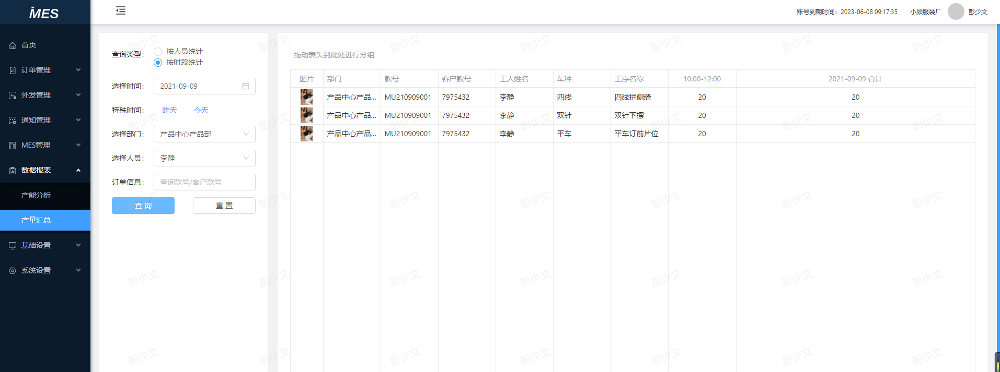 iMES
账号到期时间：2023-06-08 09:17:35 小顾服装厂 彭少文
首页
订单管理
外发管理
通知管理
MES管理
数据报表
产能分析
产量汇总
基础设置
系统设置
查询类型： 按人员统计
按时段统计
选择时间： 2021-09-09
特殊时间： 昨天 今天
选择部门： 产品中心产品部
选择人员： 李静
订单信息： 查询款号/客户款号
查 询 重 置
拖动表头到此处进行分组
图片 部门 款号 客户款号 工人姓名 车种 工序名称 10:00-12:00 2021-09-09 合计
产品中心产品... MU210909001 7975432 李静 四线 四线拼侧缝 20 20
产品中心产品... MU210909001 7975432 李静 双针 双针下摆 20 20
产品中心产品... MU210909001 7975432 李静 平车 平车订前片位 20 20
彭少文